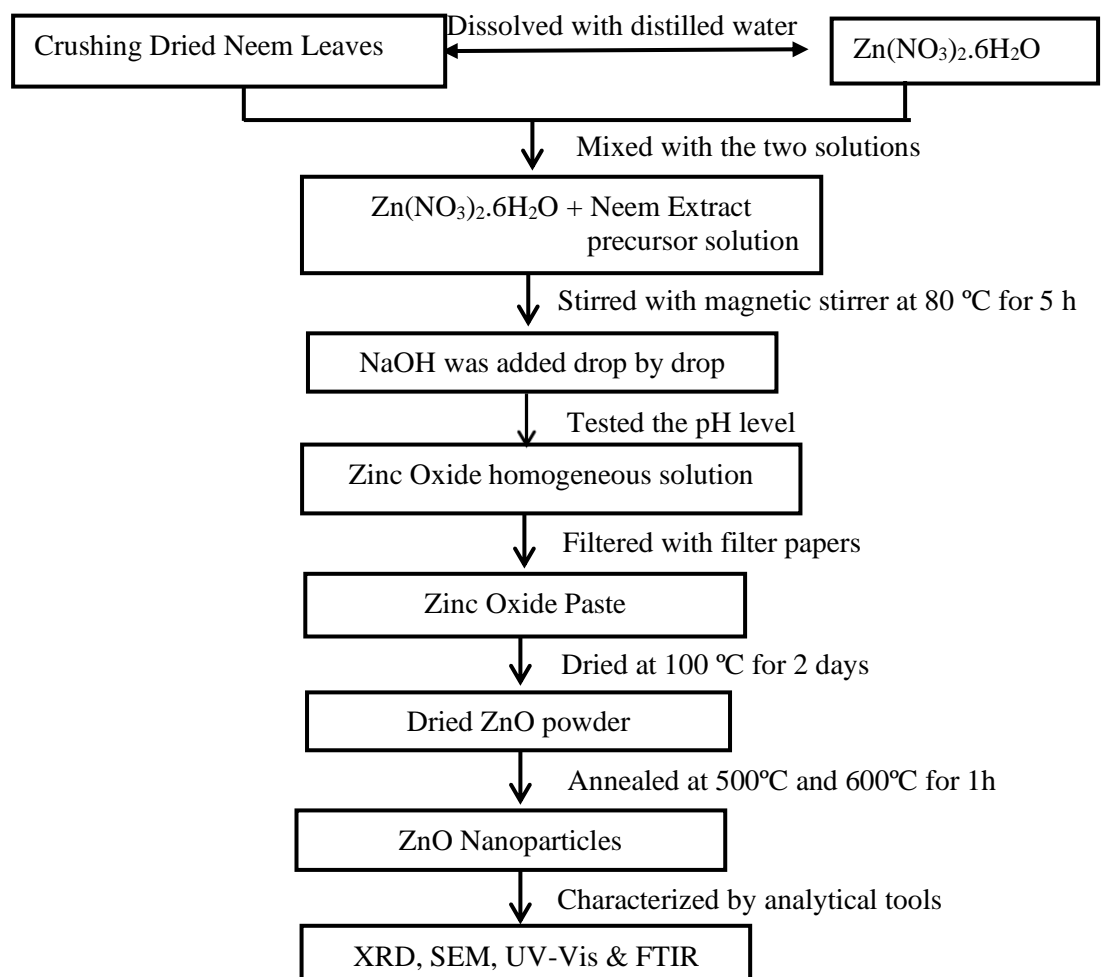 Dissolved with distilled water
Crushing Dried Neem Leaves
Zn(NO₃)₂.6H₂O
Mixed with the two solutions
Zn(NO₃)₂.6H₂O + Neem Extract
precursor solution
Stirred with magnetic stirrer at 80 ºC for 5 h
NaOH was added drop by drop
Tested the pH level
Zinc Oxide homogeneous solution
Filtered with filter papers
Zinc Oxide Paste
Dried at 100 ºC for 2 days
Dried ZnO powder
Annealed at 500ºC and 600ºC for 1h
ZnO Nanoparticles
Characterized by analytical tools
XRD, SEM, UV-Vis & FTIR